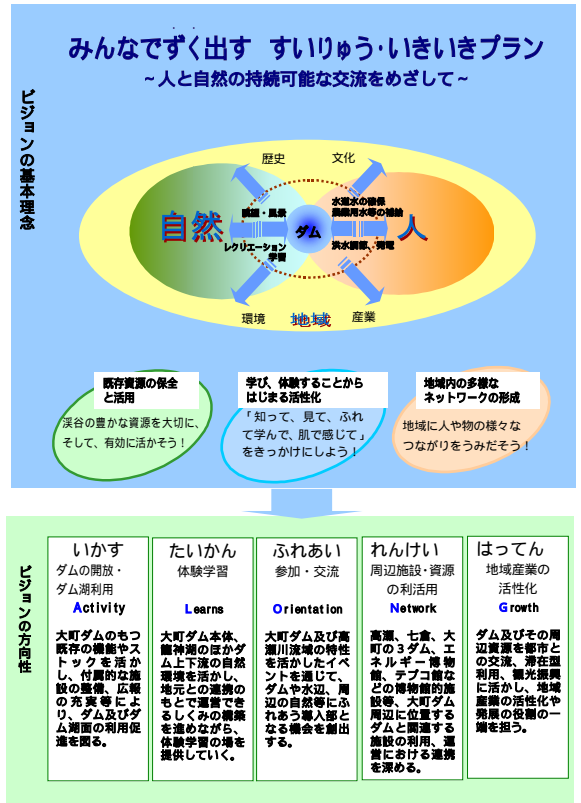 みんなでずく出す すいりゅう・いきいきプラン
～人と自然の持続可能な交流をめざして～
ビジョンの基本理念
歴史
文化
渓谷・風景
水道水の確保
農業用水等の補給
自然
ダム
人
レクリエーション
学習
洪水調節、発電
環境
地域
産業
既存資源の保全
と活用
渓谷の豊かな資源を大切に、
そして、有効に活かそう！
学び、体験することから
はじまる活性化
「知って、見て、ふれ
て学んで、肌で感じて」
をきっかけにしよう！
地域内の多様な
ネットワークの形成
地域に人や物の様々な
つながりをうみだそう！
ビジョンの方向性
いかす
ダムの開放・
ダム湖利用
Activity
大町ダムのもつ
既存の機能やス
トックを活か
し、付属的な施
設の整備、広報
の充実等によ
り、ダム及びダ
ム湖面の利用促
進を図る。
たいかん
体験学習
Learns
大町ダム本体、
龍神湖のほかダ
ム上下流の自然
環境を活かし、
地元との連携の
もとで運営でき
るしくみの構築
を進めながら、
体験学習の場を
提供していく。
ふれあい
参加・交流
Orientation
大町ダム及び高
瀬川流域の特性
を活かしたイベ
ントを通じて、
ダムや水辺、周
辺の自然等にふ
れあう導入部と
なる機会を創出
する。
れんけい
周辺施設・資源
の利活用
Network
高瀬、七倉、大
町の３ダム、エ
ネルギー博物
館、テプコ館な
どの博物館的施
設等、大町ダム
周辺に位置する
ダムと関連する
施設の利用、運
営における連携
を深める。
はってん
地域産業の
活性化
Growth
ダム及びその周
辺資源を都市と
の交流、滞在型
利用、観光振興
に活かし、地域
産業の活性化や
発展の役割の一
端を担う。